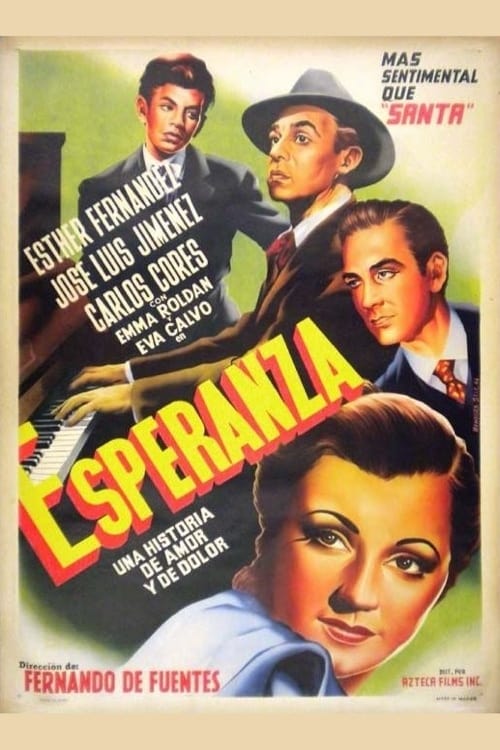 MAS
SENTIMENTAL
QUE
"SANTA"
ESTHER FERNANDEZ
JOSE LUIS JIMENEZ
CARLOS CORES
CON
EMMA ROLDAN
Y
EVA CALVO
en
ESPERANZA
UNA HISTORIA
DE AMOR
Y DE DOLOR
Dirección de:
FERNANDO DE FUENTES
DIST. POR
AZTECA FILMS INC.